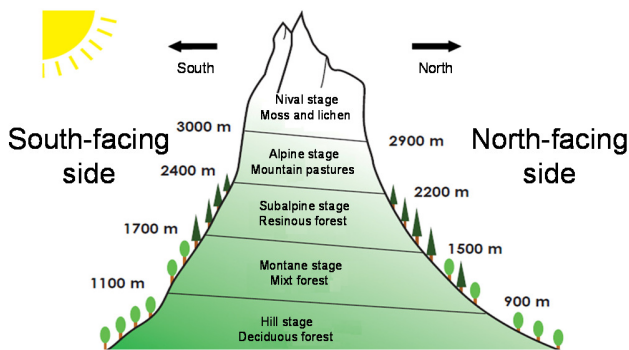 South
North
Nival stage
Moss and lichen
3000 m
2900 m
South-facing
side
North-facing
side
Alpine stage
Mountain pastures
2400 m
2200 m
Subalpine stage
Resinous forest
1700 m
1500 m
Montane stage
Mixt forest
1100 m
900 m
Hill stage
Deciduous forest